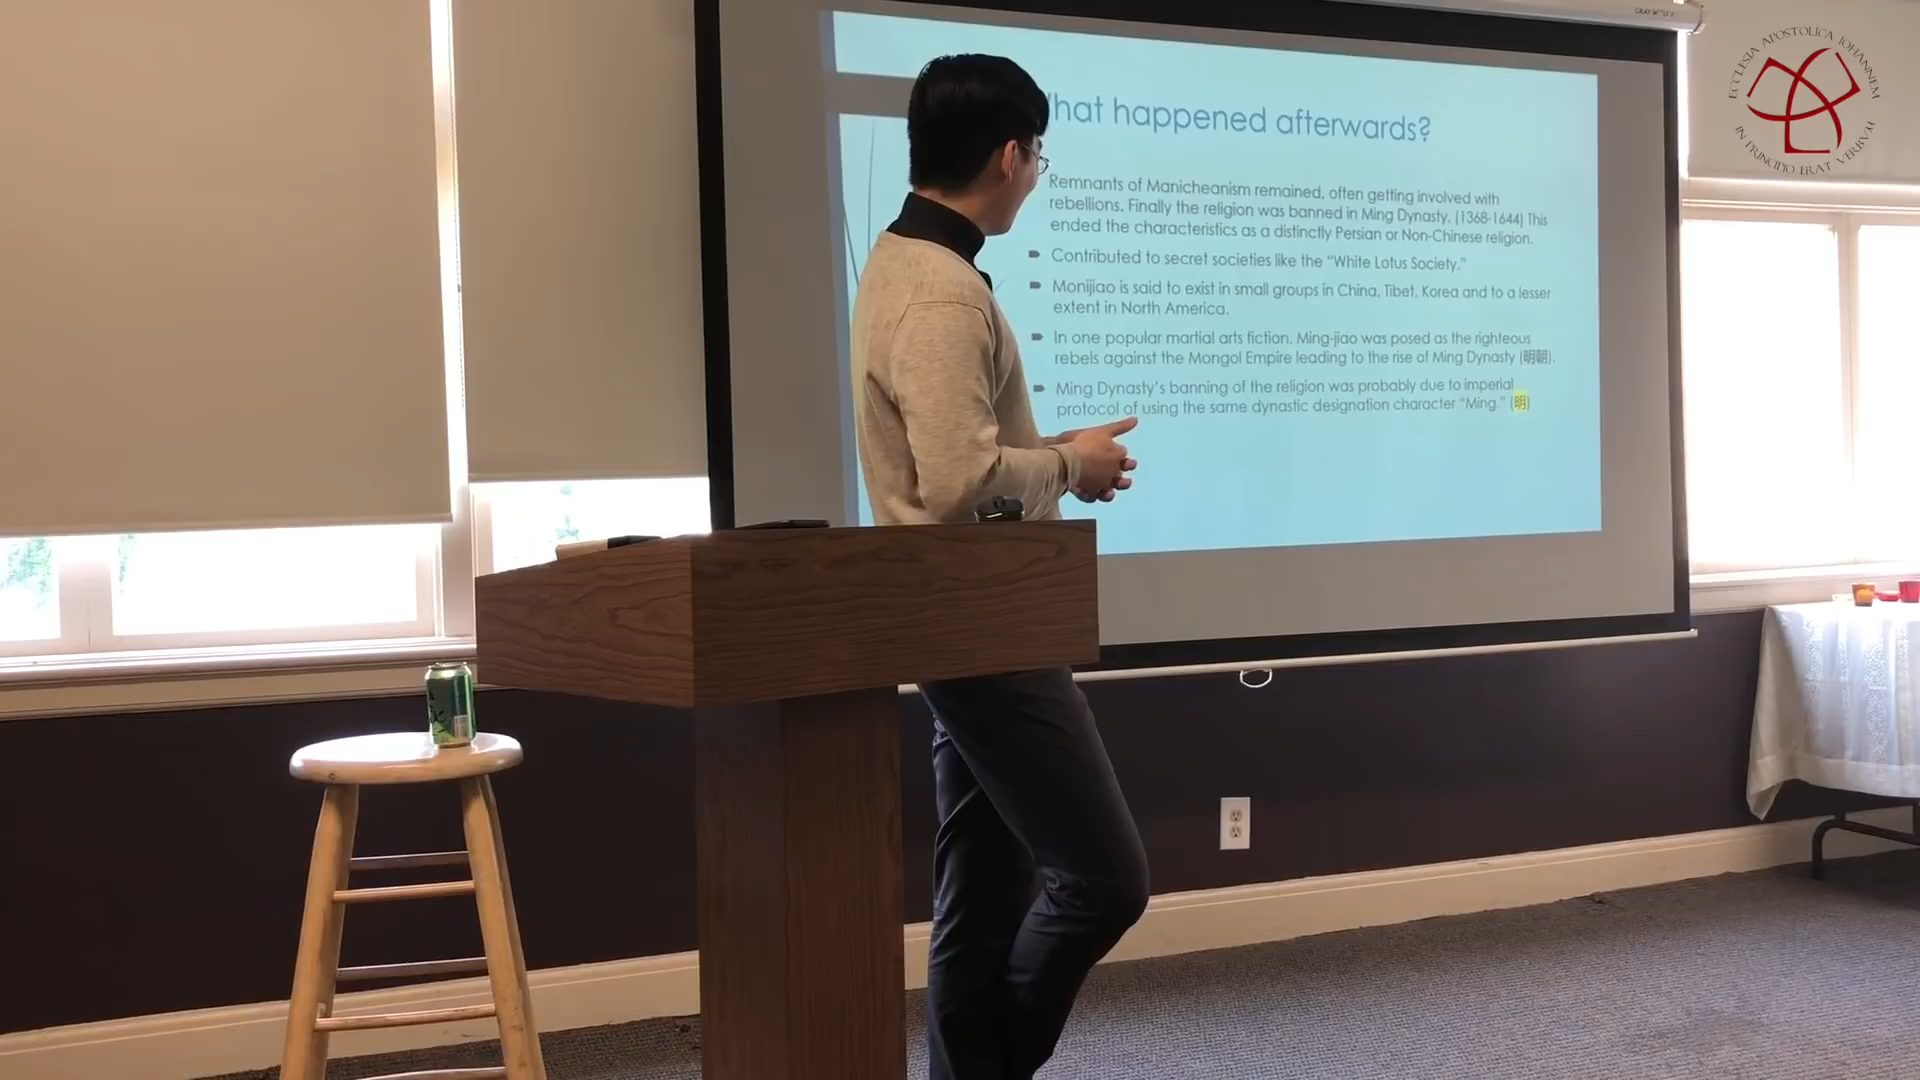 hat happened afterwards?
Remnants of Manicheanism remained, often getting involved with
rebellions. Finally the religion was banned in Ming Dynasty. (1368-1644) This
ended the characteristics as a distinctly Persian or Non-Chinese religion.
Contributed to secret societies like the “White Lotus Society.”
Monijiao is said to exist in small groups in China, Tibet, Korea and to a lesser
extent in North America.
In one popular martial arts fiction. Ming-jiao was posed as the righteous
rebels against the Mongol Empire leading to the rise of Ming Dynasty (明朝).
Ming Dynasty’s banning of the religion was probably due to imperial
protocol of using the same dynastic designation character “Ming.” (明)
ECCLESIA APOSTOLICA IOHANNEM
IN PRINCIPIO ERAT VERBVM